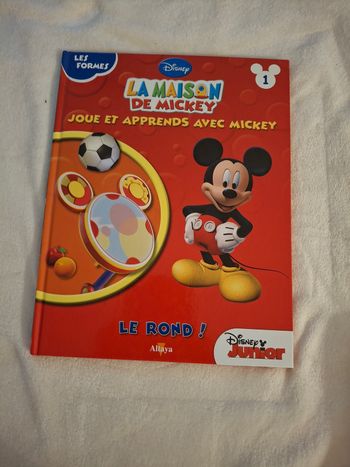 LES
FORMES
Disney
1
LA MAISON
DE MICKEY
JOUE ET APPRENDS AVEC MICKEY
LE ROND !
Altaya
Disney
Junior